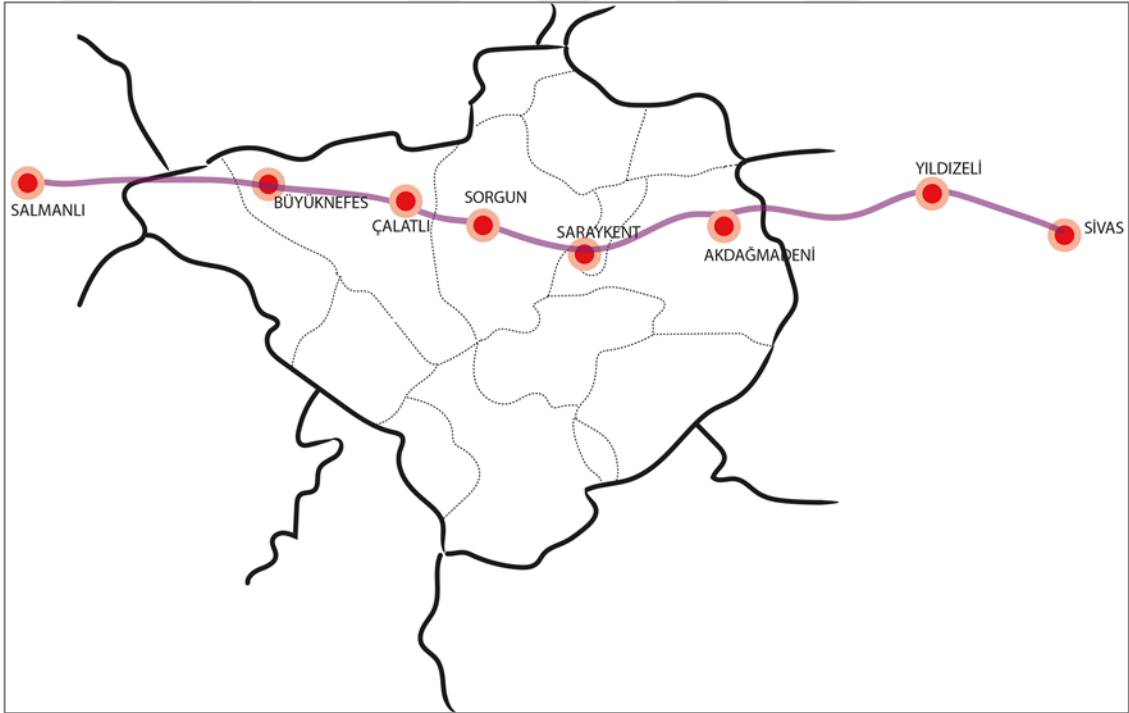 SALMANLI
BÜYÜKNEFES
ÇALATLI
SORGUN
SARAYKENT
AKDAĞMADENİ
YILDIZELİ
SİVAS